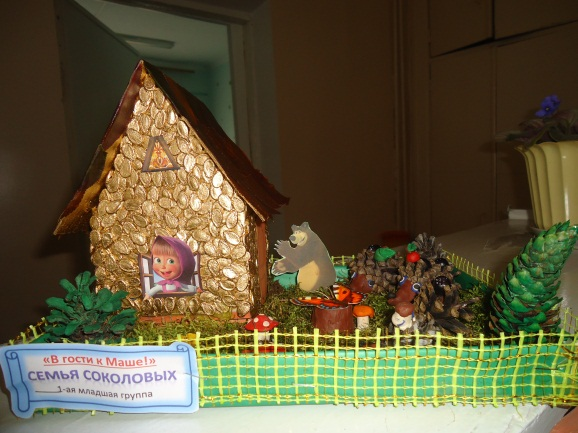 «В гости к Маше!»
СЕМЬЯ СОКОЛОВЫХ
1-ая младшая группа